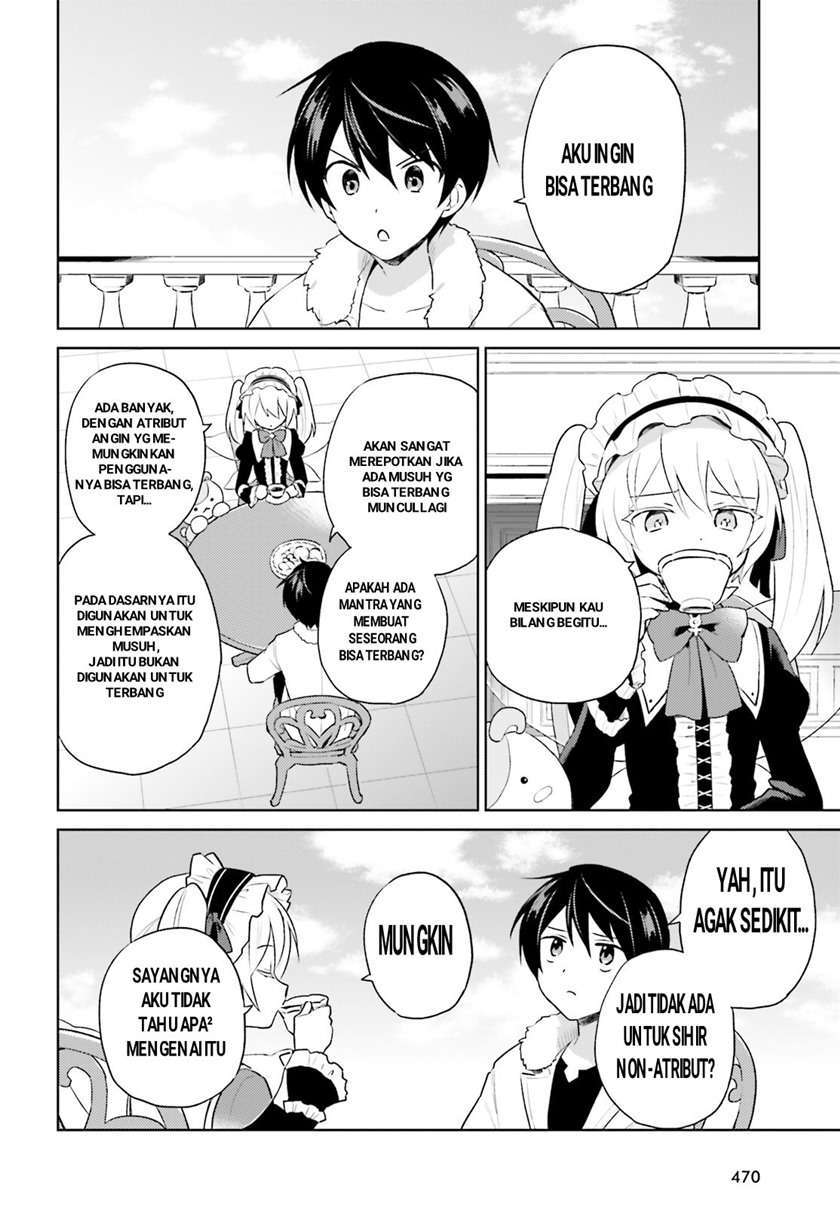 AKU INGIN
BISA TERBANG
MESKIPUN KAU
BILANG BEGITU...
AKAN SANGAT
MEREPOTKAN JIKA
ADA MUSUH YG
BISA TERBANG
MUNCUL LAGI
APAKAH ADA
MANTRA YANG
MEMBUAT
SESEORANG
BISA TERBANG?
ADA BANYAK,
DENGAN ATRIBUT
ANGIN YG ME-
MUNGKINKAN
PENGGUNA-
NYA BISA TERBANG,
TAPI...
PADA DASARNYA ITU
DIGUNAKAN UNTUK
MENGHEMPASKAN
MUSUH,
JADI ITU BUKAN
DIGUNAKAN UNTUK
TERBANG
YAH, ITU
AGAK SEDIKIT...
JADI TIDAK ADA
UNTUK SIHIR
NON-ATRIBUT?
MUNGKIN
SAYANGNYA
AKU TIDAK
TAHU APA²
MENGENAI ITU
470